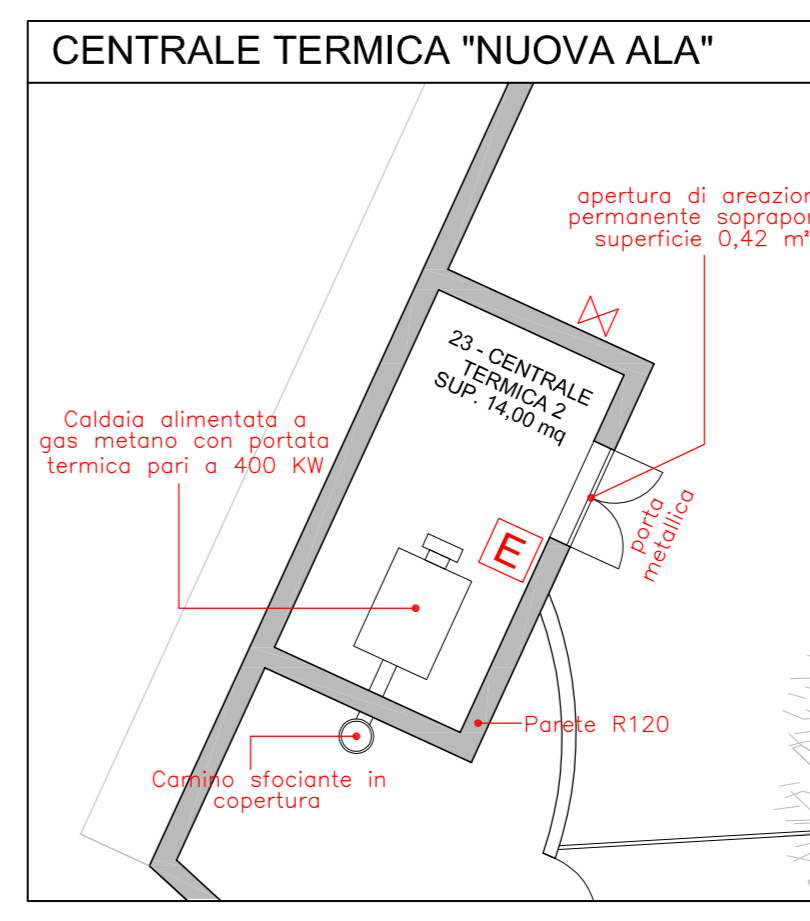 CENTRALE TERMICA "NUOVA ALA"
apertura di areazion
permanente soprapor
superficie 0,42 m²
23 - CENTRALE
TERMICA 2
SUP. 14,00 mq
Caldaia alimentata a
gas metano con portata
termica pari a 400 KW
porta
metallica
E
Parete R120
Camino sfociante in
copertura